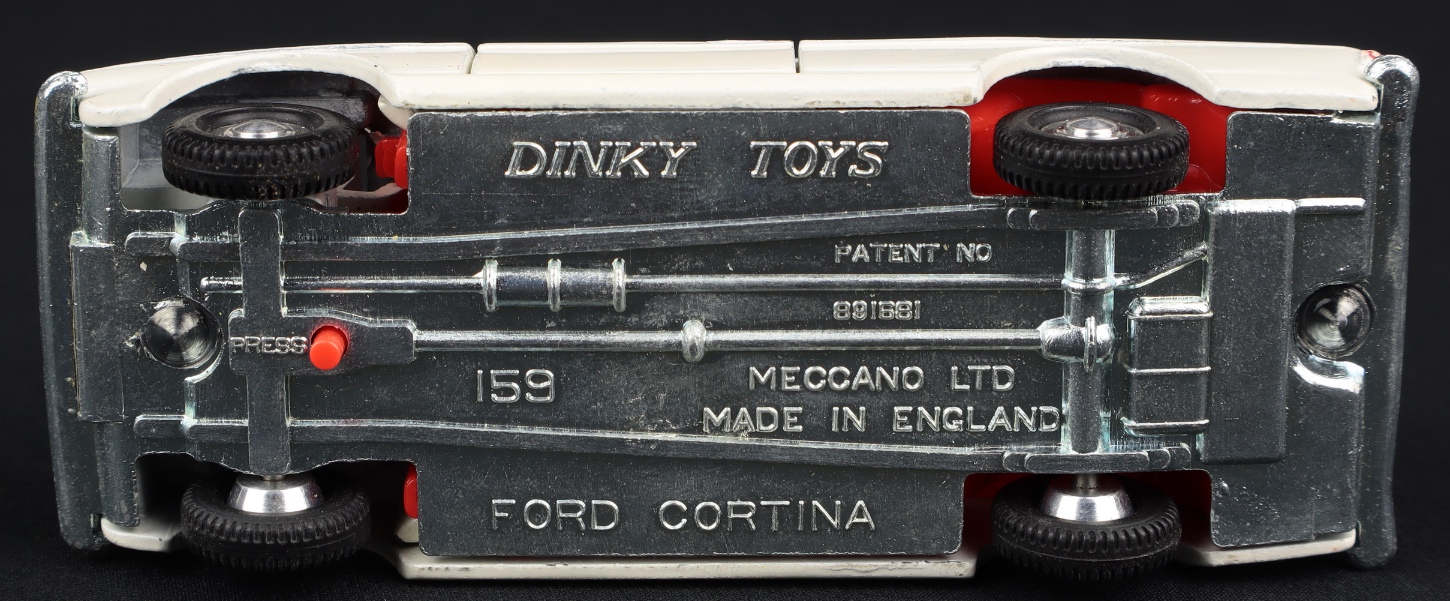 DINKY TOYS
PATENT NO
891681
PRESS
159
MECCANO LTD
MADE IN ENGLAND
FORD CORTINA